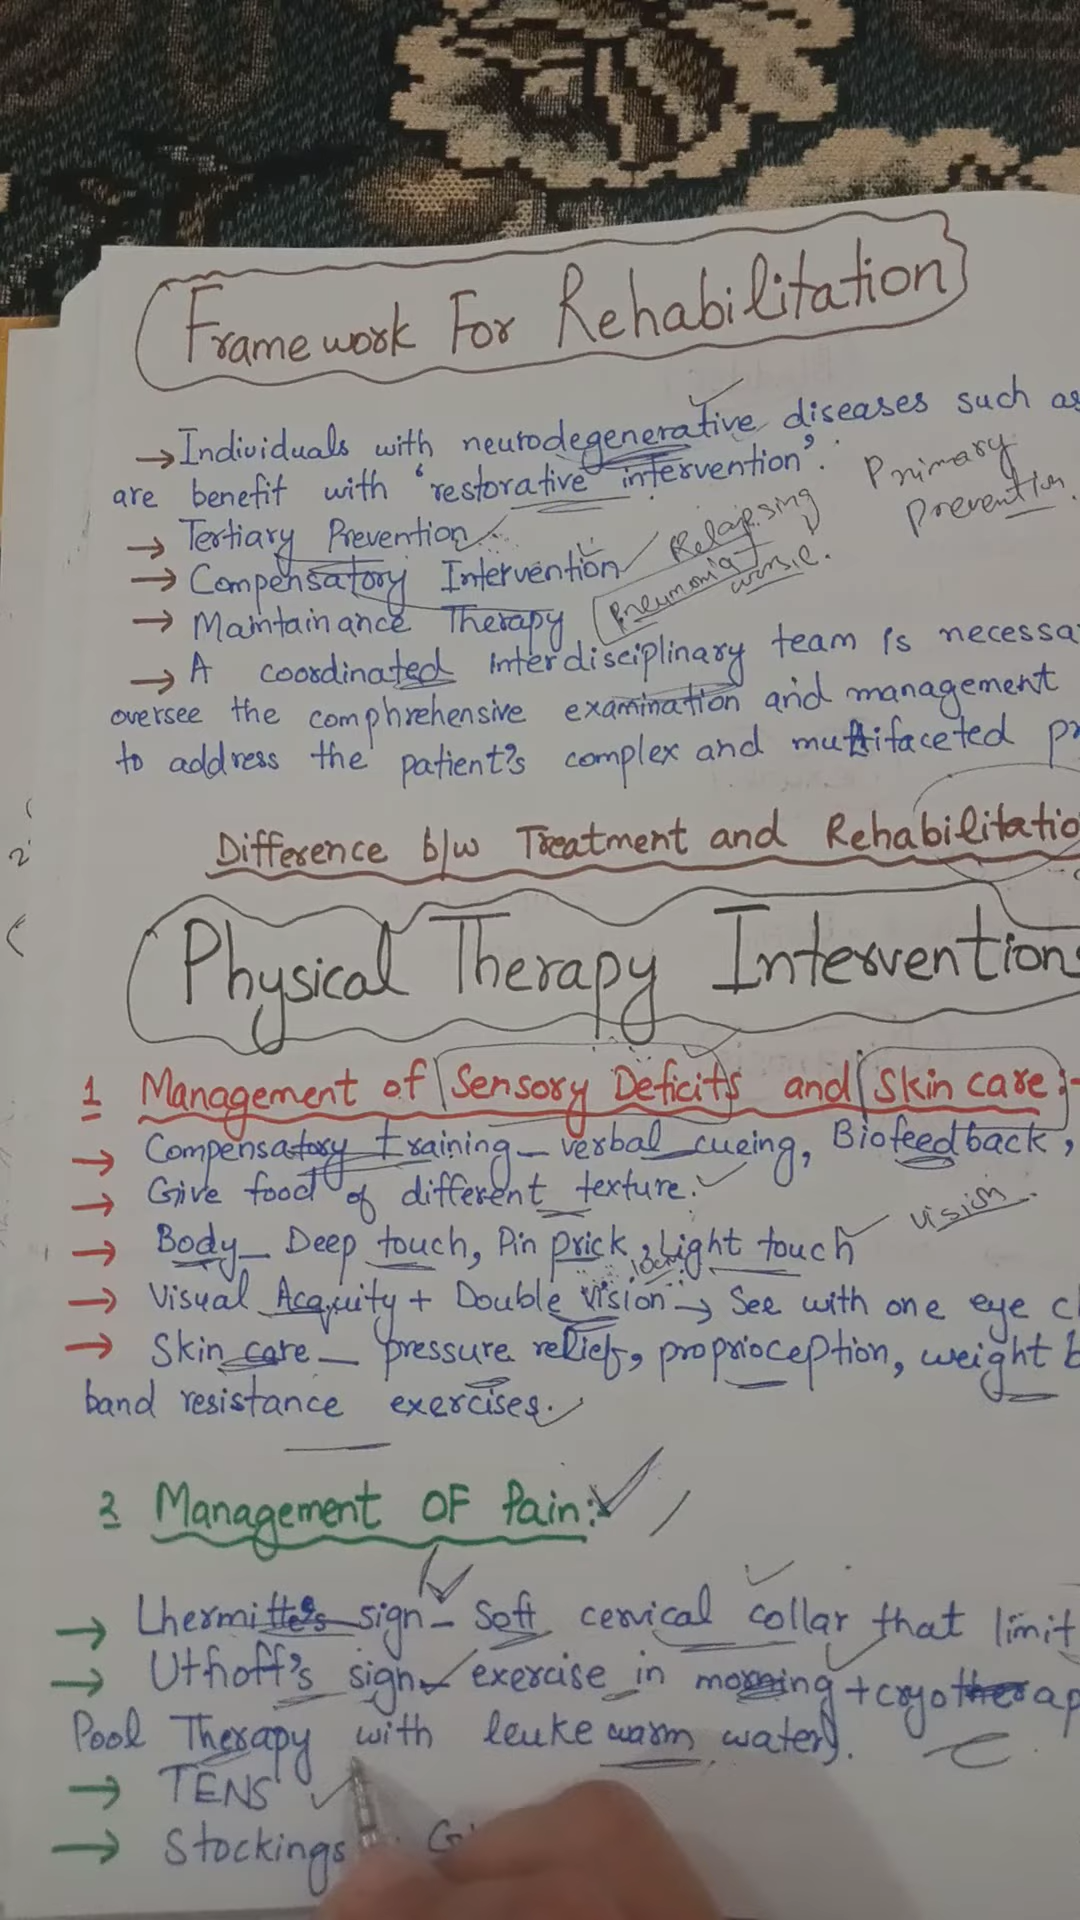 Framework For Rehabilitation
→ Individuals with neurodegenerative diseases such as
are benefit with 'restorative intervention'.
Primary
Prevention.
→ Tertiary Prevention
Relapsing
→ Compensatory Intervention
Pneumonia
worse.
→ Maintainance Therapy
→ A coordinated interdisciplinary team is necessa
oversee the comphrehensive examination and management
to address the patient's complex and multifaceted p
Difference b/w Treatment and Rehabilitatio
Physical Therapy Interventions
1 Management of Sensory Deficits and Skin care:-
→ Compensatory training - verbal cueing, Biofeedback,
→ Give food of different texture.
vision.
→ Body - Deep touch, Pin prick, Light touch
→ Visual Acquity + Double vision → See with one eye c
→ Skin care - pressure relief, proprioception, weight b
band resistance exercises.
2 Management OF Pain:
→ Lhermitte's sign - Soft cervical collar that limit
→ Uthoff's sign - exercise in morning + cryotherap
Pool Therapy with leuke warm water).
→ TENS
→ Stockings